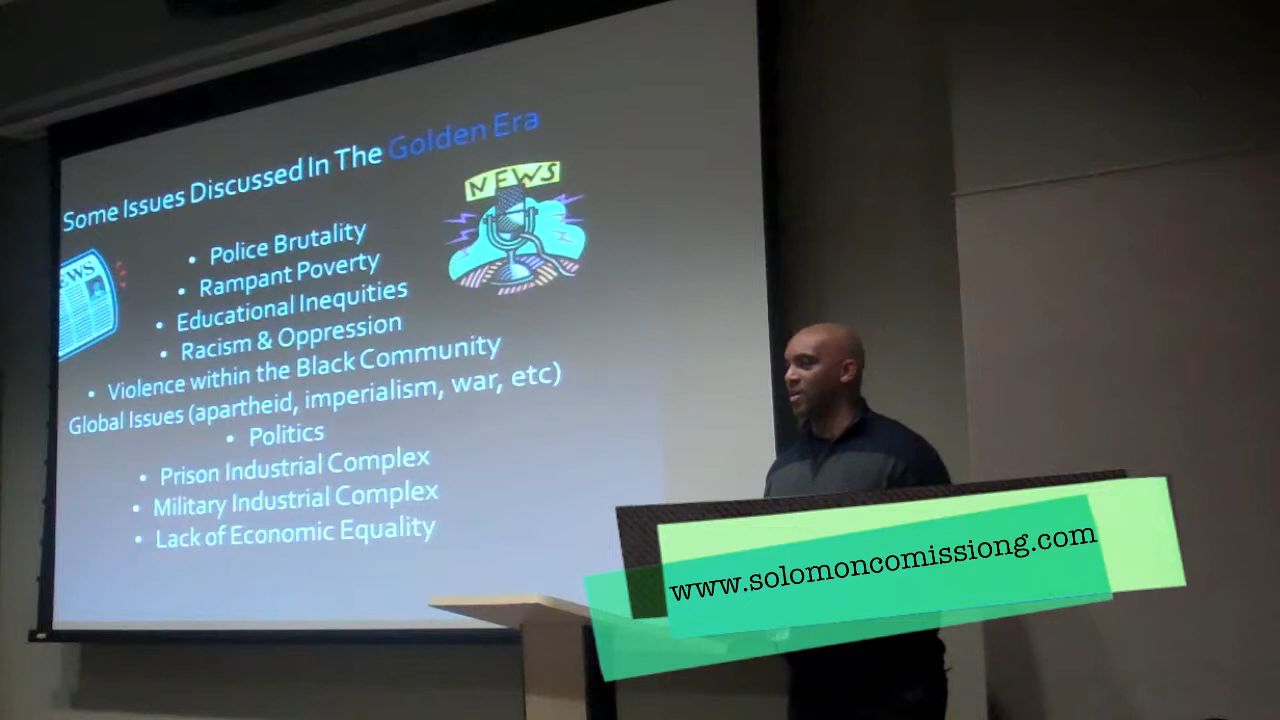 Some Issues Discussed In The Golden Era
NEWS
EWS
• Police Brutality
• Rampant Poverty
• Educational Inequities
• Racism & Oppression
• Violence within the Black Community
Global Issues (apartheid, imperialism, war, etc)
• Politics
• Prison Industrial Complex
• Military Industrial Complex
• Lack of Economic Equality
www.solomoncomissiong.com